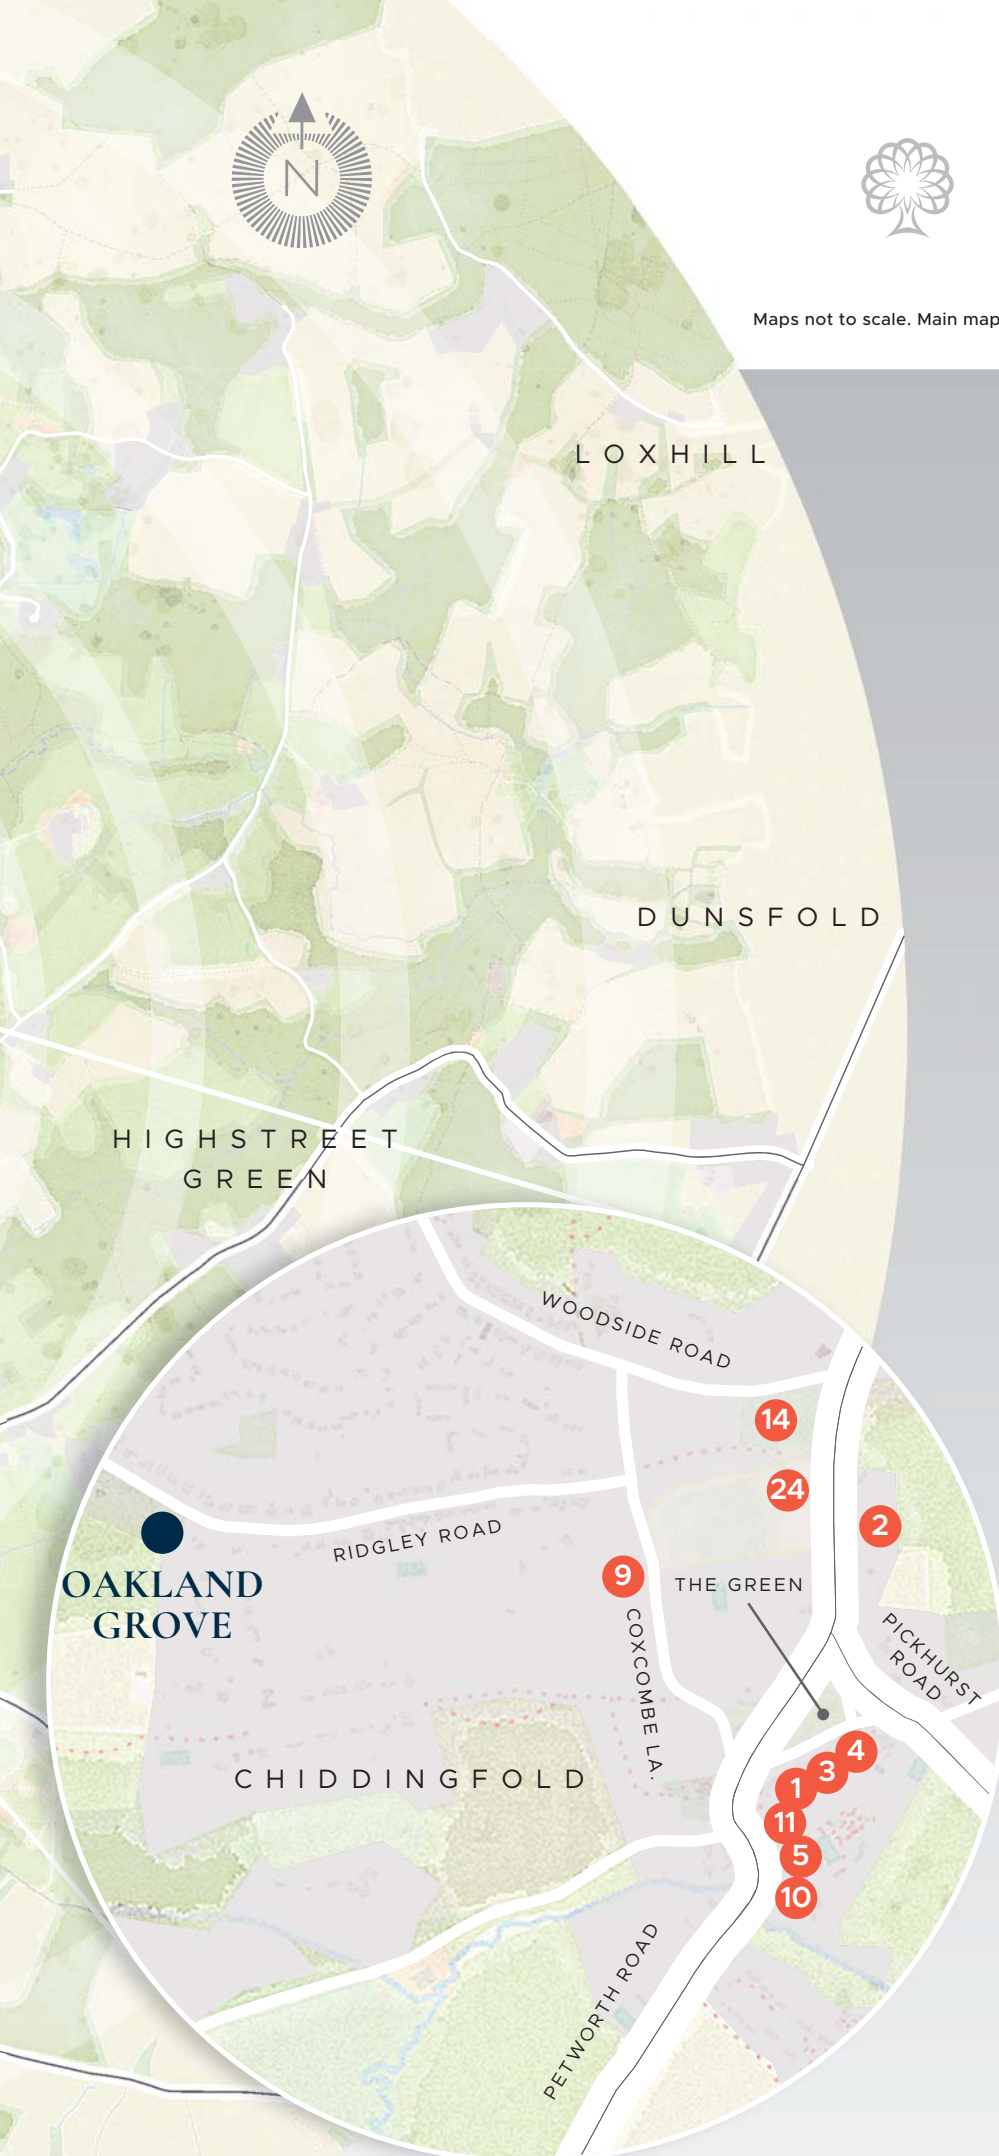 N
Maps not to scale. Main map
LOXHILL
DUNSFOLD
HIGHSTREET
GREEN
WOODSIDE ROAD
14
24
2
RIDGLEY ROAD
OAKLAND
GROVE
9
THE GREEN
COXCOMBE LA.
PICKHURST
ROAD
4
3
1
CHIDDINGFOLD
11
5
10
PETWORTH ROAD